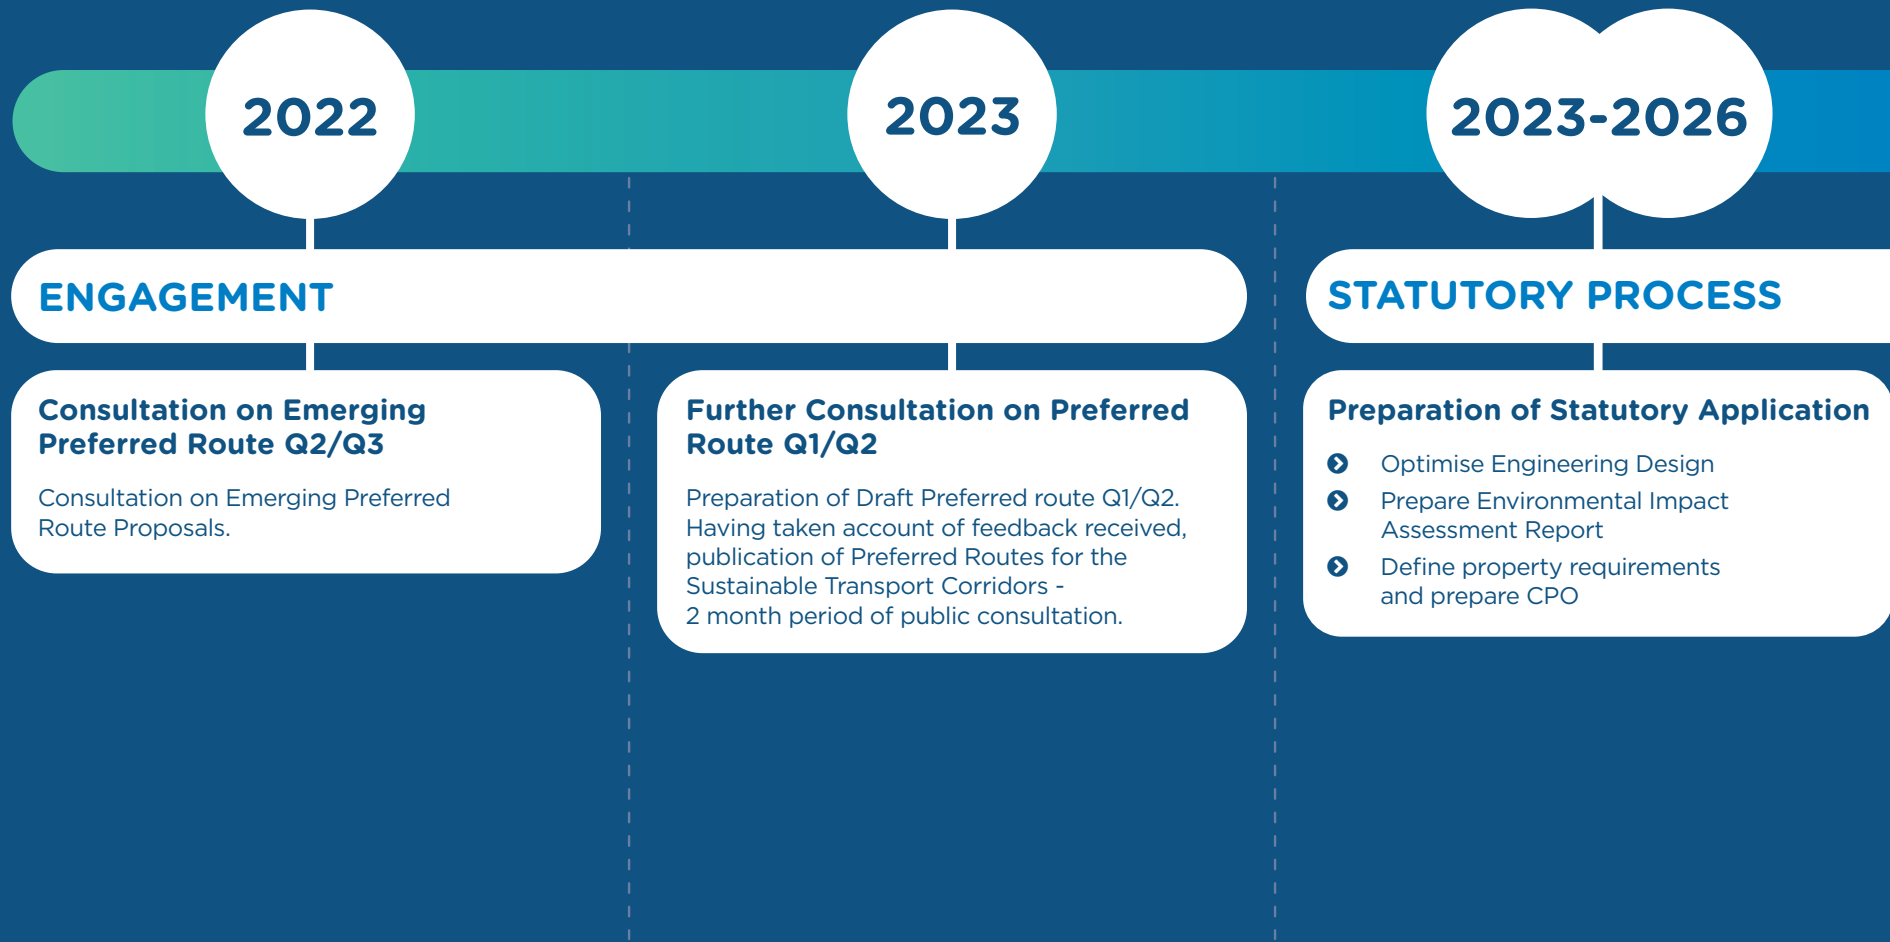 2022
2023
2023-2026
ENGAGEMENT
STATUTORY PROCESS
Consultation on Emerging
Preferred Route Q2/Q3
Consultation on Emerging Preferred
Route Proposals.
Further Consultation on Preferred
Route Q1/Q2
Preparation of Draft Preferred route Q1/Q2.
Having taken account of feedback received,
publication of Preferred Routes for the
Sustainable Transport Corridors -
2 month period of public consultation.
Preparation of Statutory Application
Optimise Engineering Design
Prepare Environmental Impact
Assessment Report
Define property requirements
and prepare CPO